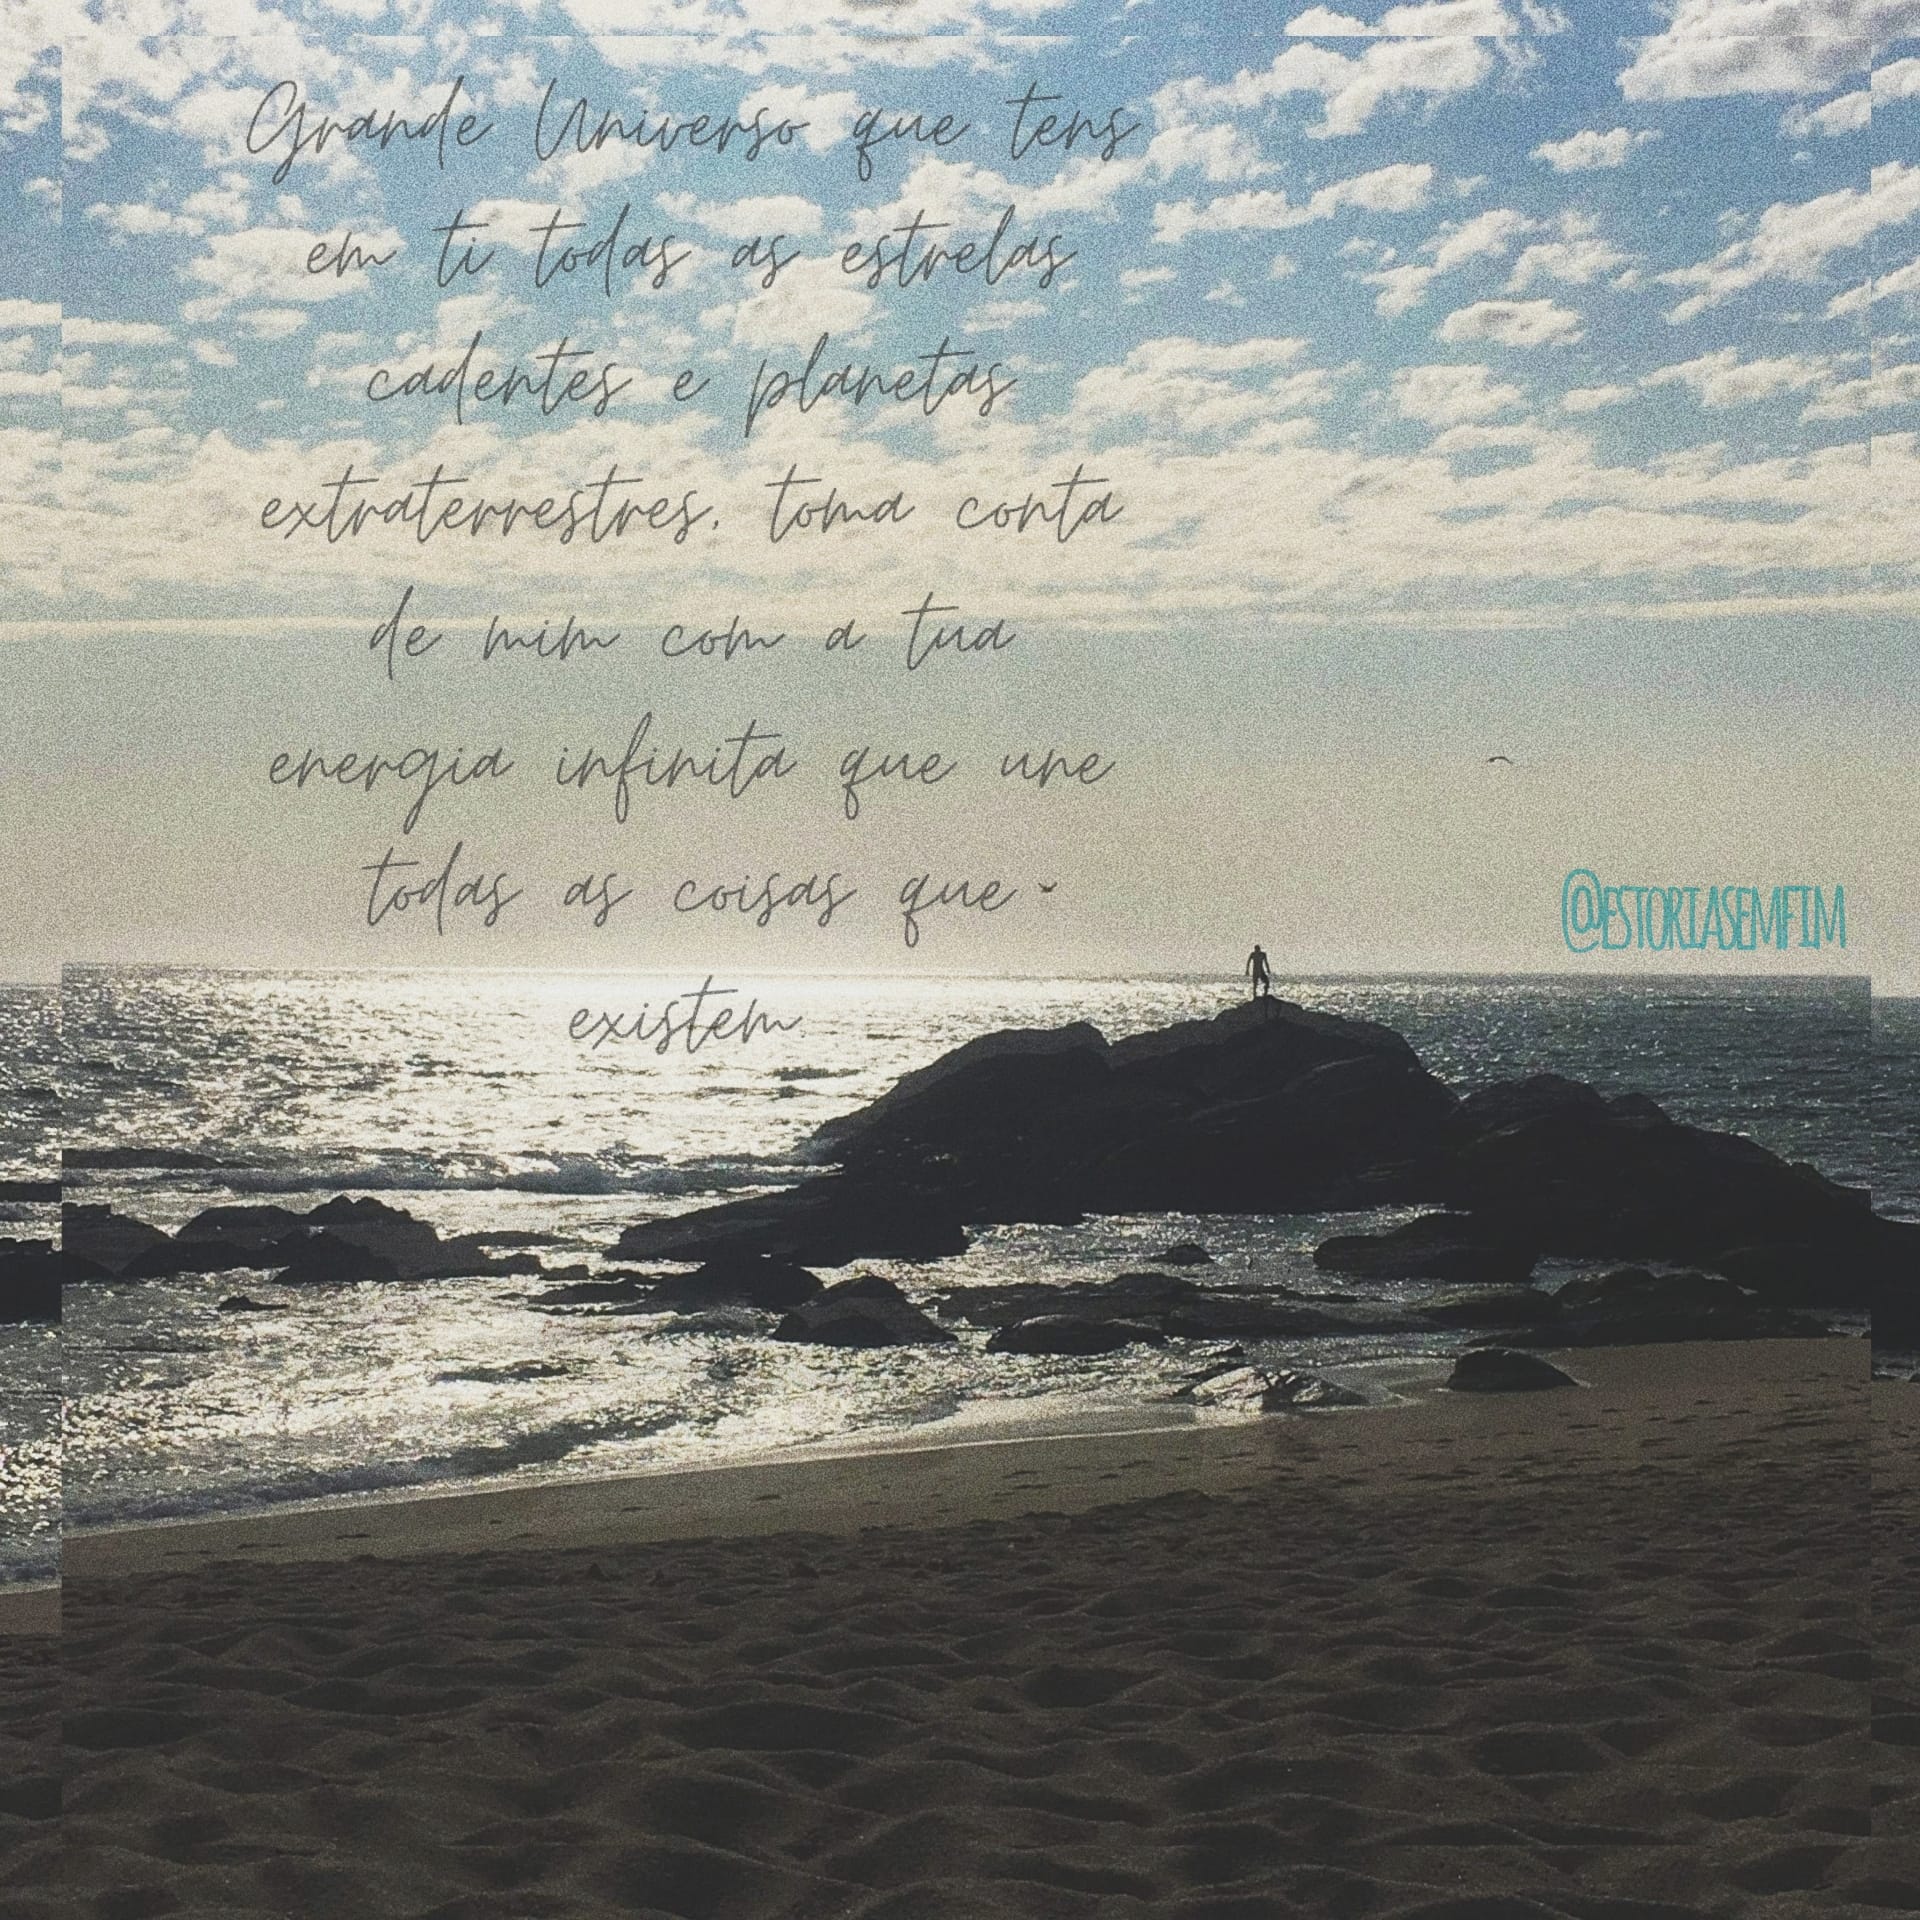 Grande Universo que tens
em ti todas as estrelas
cadentes e planetas
extraterrestres, toma conta
de mim com a tua
energia infinita que une
todas as coisas que
existem.
@ESTORIASEMFIM